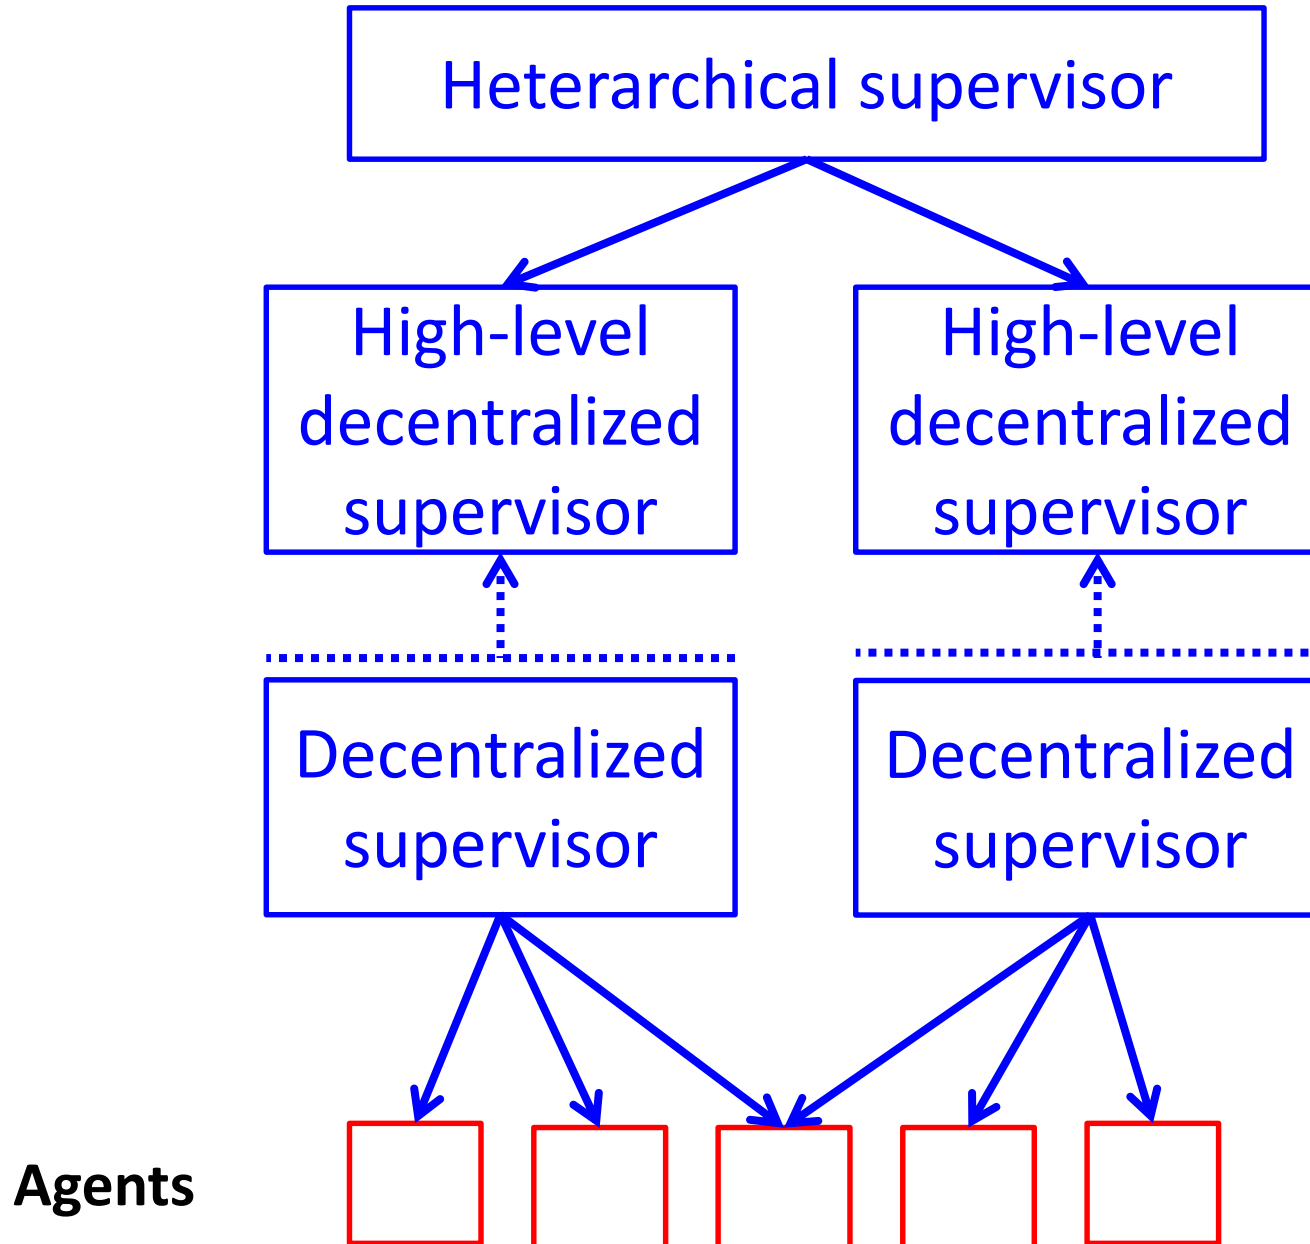 Heterarchical supervisor
High-level
decentralized
supervisor
High-level
decentralized
supervisor
Decentralized
supervisor
Decentralized
supervisor
Agents